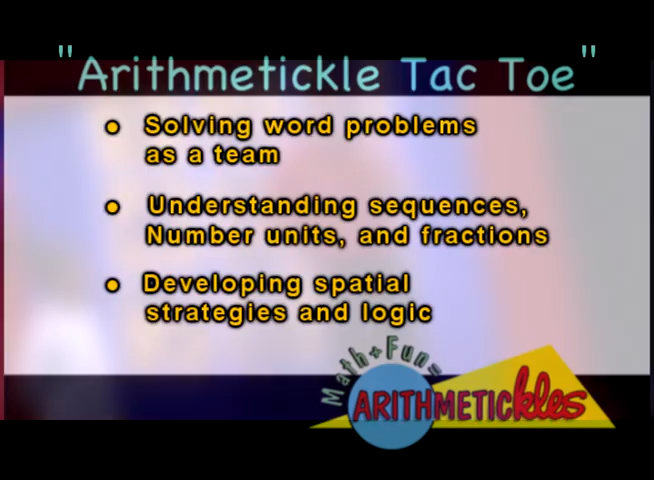 "Arithmetickle Tac Toe"
• Solving word problems
as a team
• Understanding sequences,
Number units, and fractions
• Developing spatial
strategies and logic
Math+Fun=
ARITHMETICkles